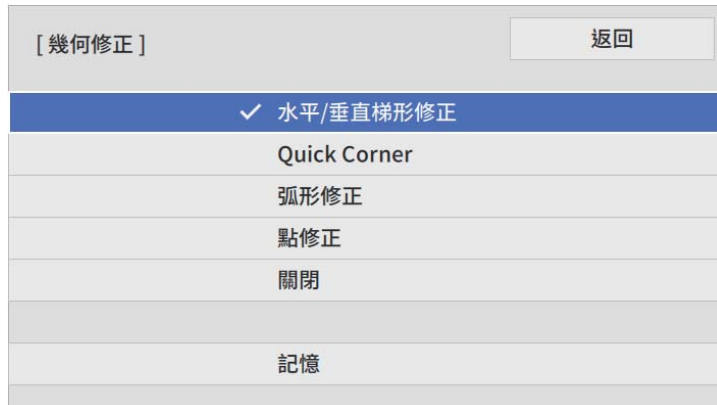 [ 幾何修正 ]
返回
水平/垂直梯形修正
Quick Corner
弧形修正
點修正
關閉
記憶